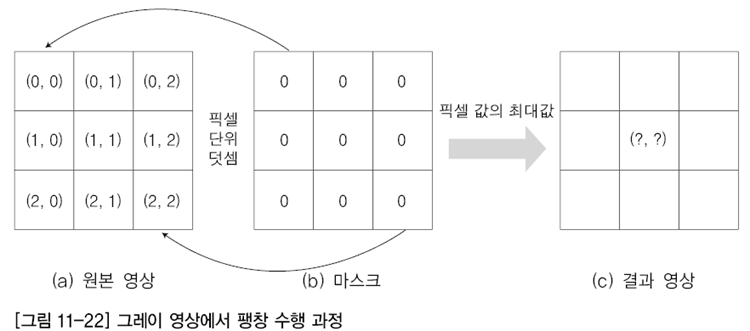 (0, 0) (0, 1) (0, 2)
(1, 0) (1, 1) (1, 2)
(2, 0) (2, 1) (2, 2)
픽셀
단위
덧셈
0 0 0
0 0 0
0 0 0
픽셀 값의 최대값
(?, ?)
(a) 원본 영상
(b) 마스크
(c) 결과 영상
[그림 11-22] 그레이 영상에서 팽창 수행 과정